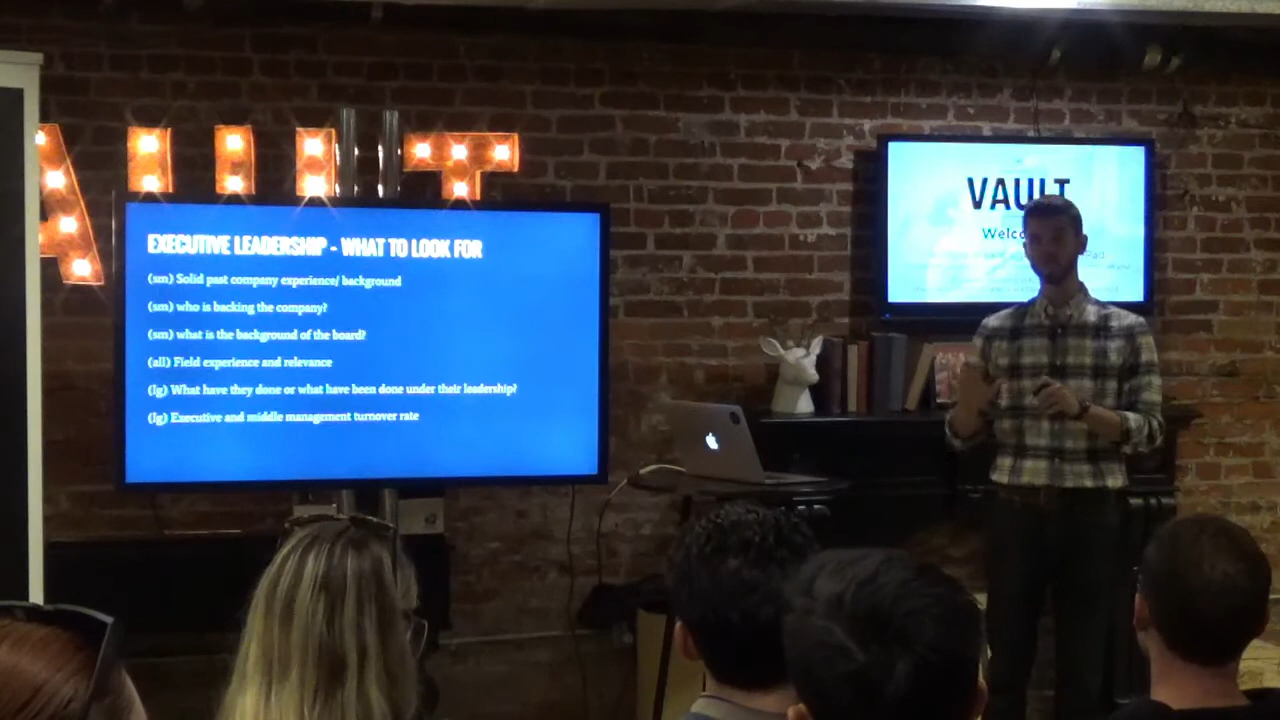 AULT
EXECUTIVE LEADERSHIP - WHAT TO LOOK FOR
(sm) Solid past company experience/ background
(sm) who is backing the company?
(sm) what is the background of the board?
(all) Field experience and relevance
(lg) What have they done or what have been done under their leadership?
(lg) Executive and middle management turnover rate
VAULT